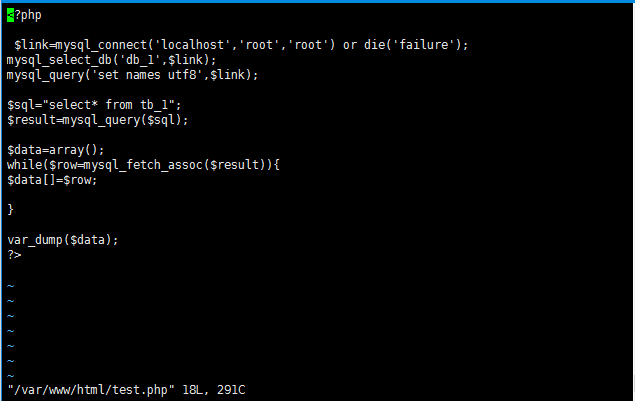 <?php
$link=mysql_connect('localhost','root','root') or die('failure');
mysql_select_db('db_1',$link);
mysql_query('set names utf8',$link);
$sql="select* from tb_1";
$result=mysql_query($sql);
$data=array();
while($row=mysql_fetch_assoc($result)){
$data[]=$row;
}
var_dump($data);
?>
~
~
~
~
~
~
~
"/var/www/html/test.php" 18L, 291C